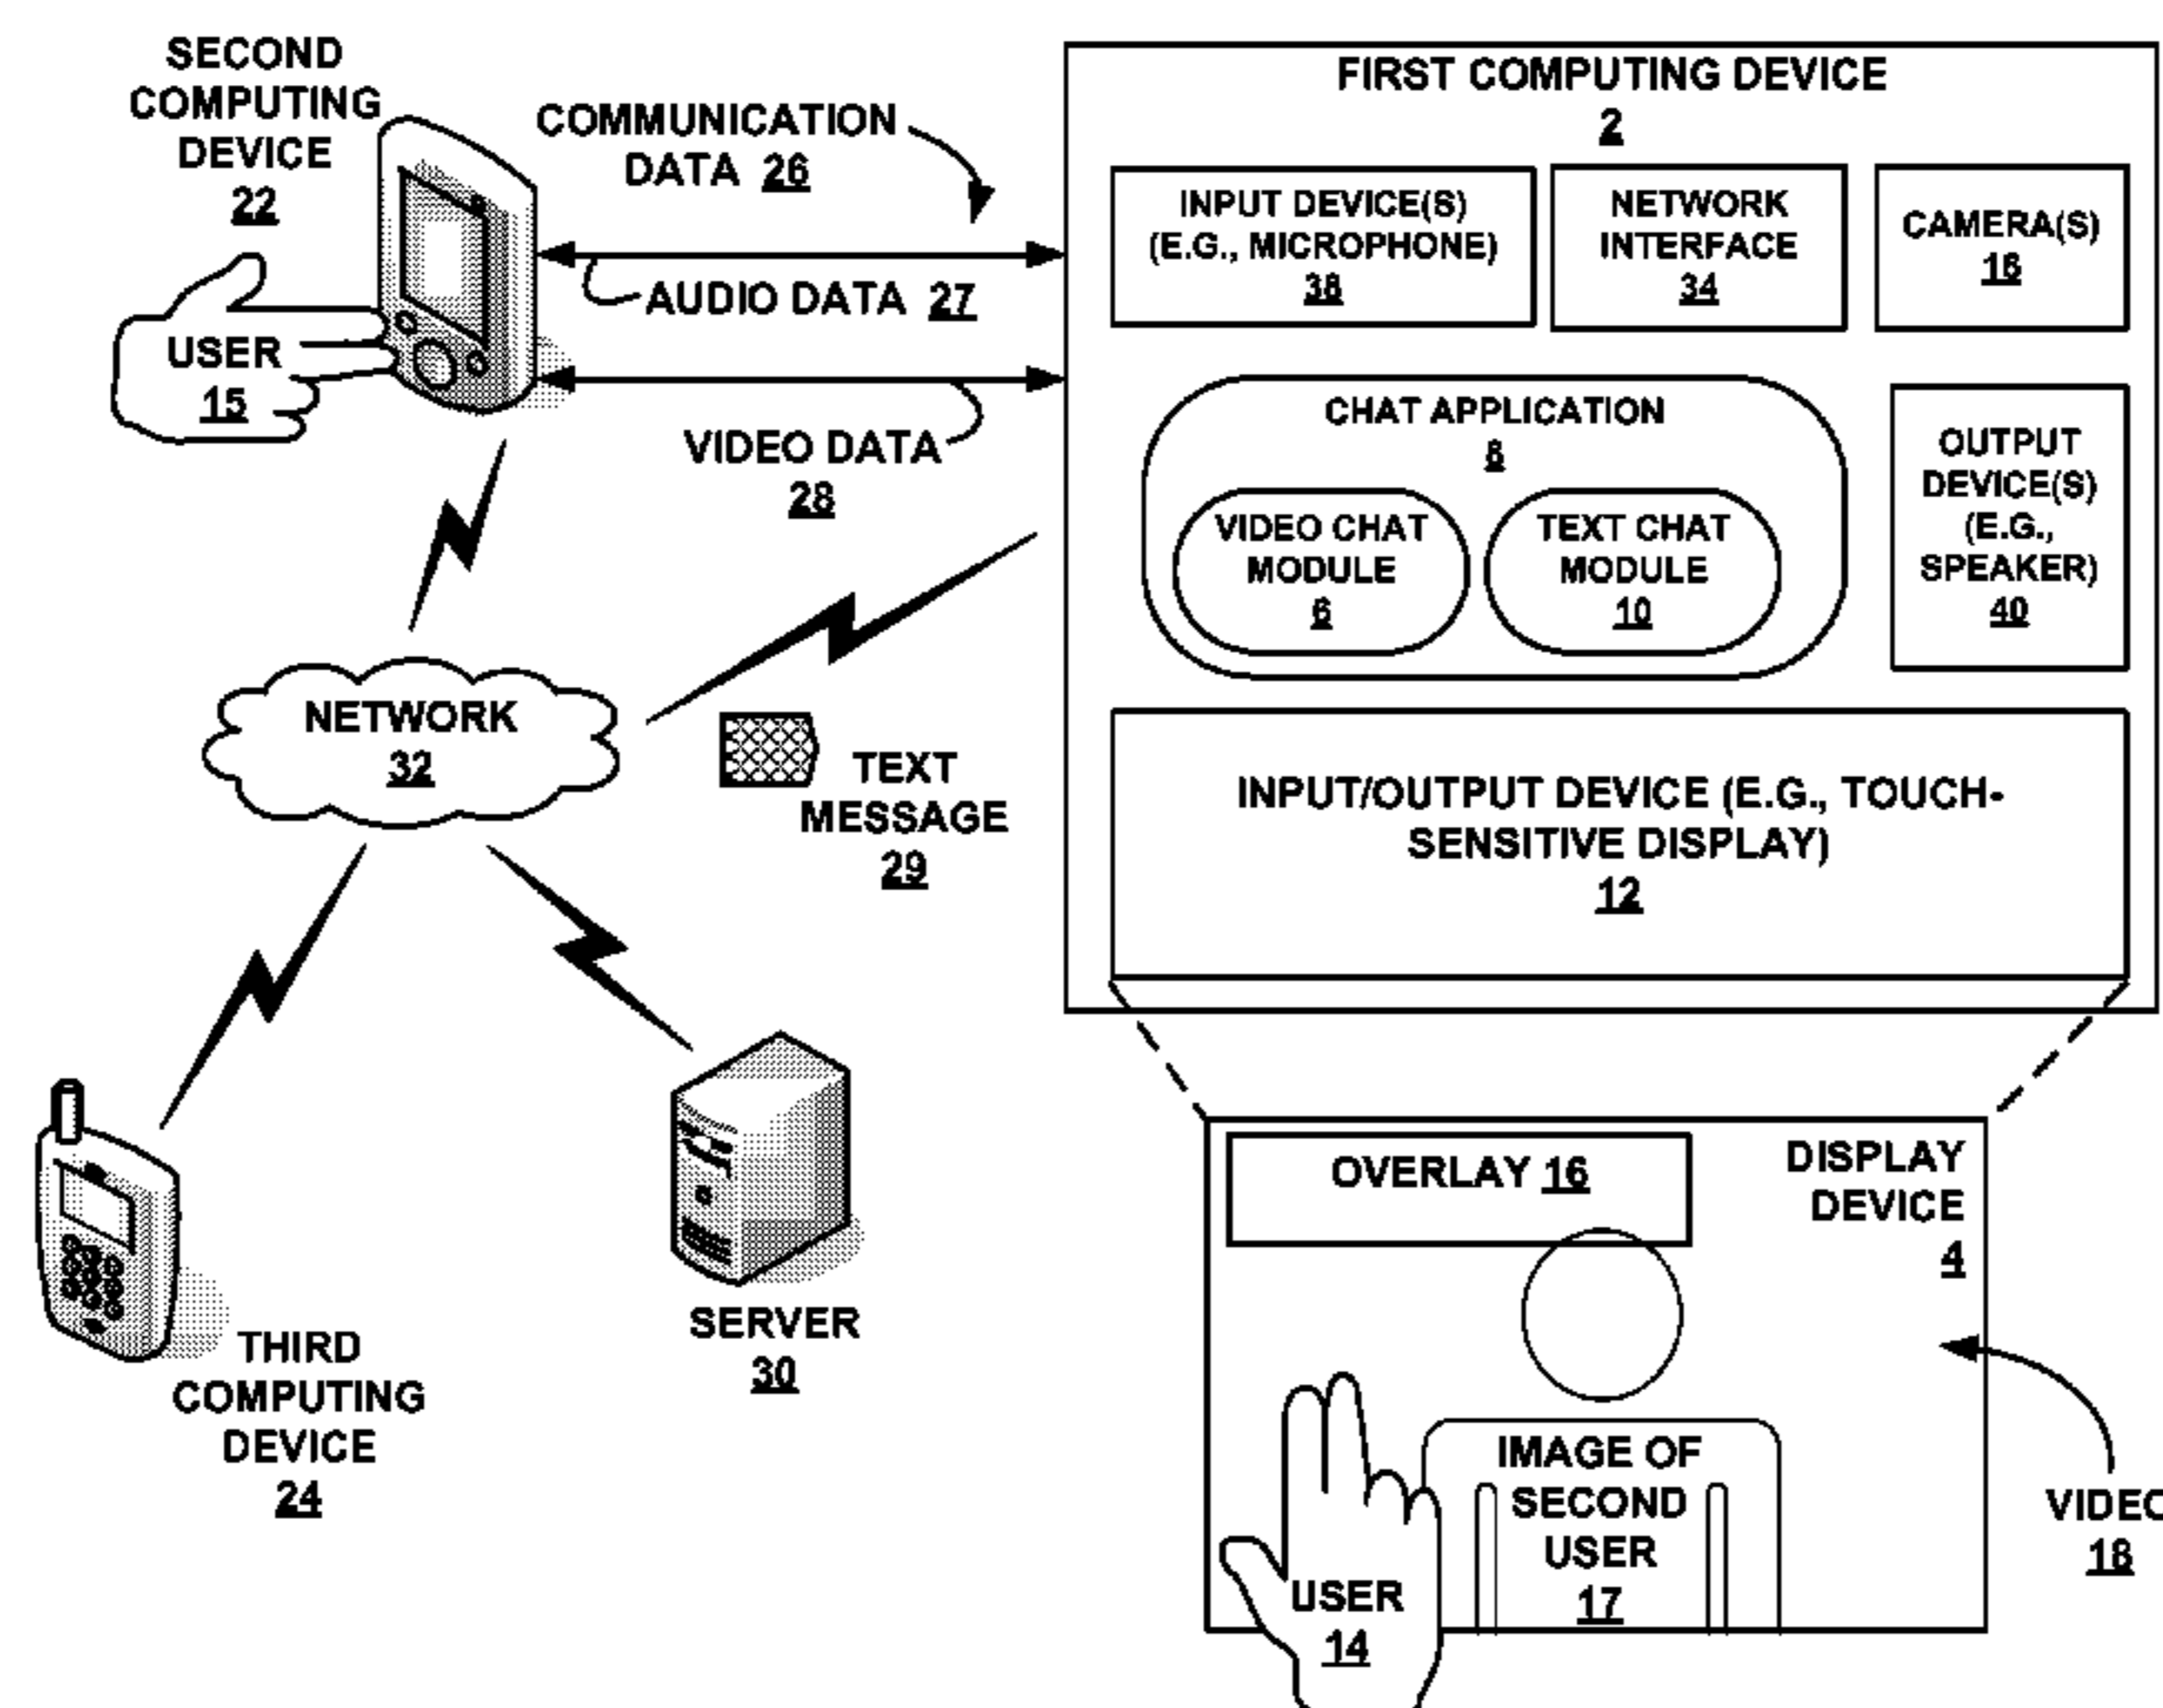 SECOND
COMPUTING
DEVICE
22
USER
15
COMMUNICATION
DATA 26
AUDIO DATA 27
VIDEO DATA
28
NETWORK
32
TEXT
MESSAGE
29
THIRD
COMPUTING
DEVICE
24
SERVER
30
FIRST COMPUTING DEVICE
2
INPUT DEVICE(S)
(E.G., MICROPHONE)
38
NETWORK
INTERFACE
34
CAMERA(S)
CHAT APPLICATION
8
VIDEO CHAT
MODULE
6
TEXT CHAT
MODULE
10
OUTPUT
DEVICE(S)
(E.G.,
SPEAKER)
40
INPUT/OUTPUT DEVICE (E.G., TOUCH-
SENSITIVE DISPLAY)
12
OVERLAY 16
DISPLAY
DEVICE
4
IMAGE OF
SECOND
USER
17
USER
14
VIDEO
18